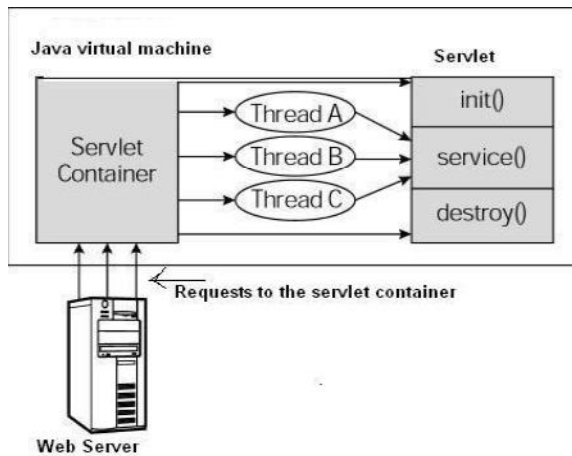 Java virtual machine
Servlet
Servlet
Container
Thread A
Thread B
Thread C
init()
service()
destroy()
Requests to the servlet container
Web Server